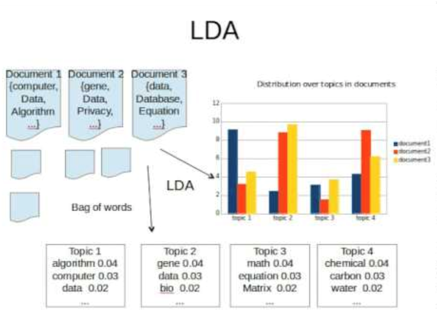 LDA
Document 1
{computer,
Data,
Algorithm
...}
Document 2
{gene,
Data,
Privacy,
...}
Document 3
{data,
Database,
Equation
...}
Distribution over topics in documents
12
10
8
6
4
2
0
topic 1
topic 2
topic 3
topic 4
document1
document2
document3
LDA
Bag of words
Topic 1
algorithm 0.04
computer 0.03
data 0.02
...
Topic 2
gene 0.04
data 0.03
bio 0.02
...
Topic 3
math 0.04
equation 0.03
Matrix 0.02
...
Topic 4
chemical 0.04
carbon 0.03
water 0.02
...